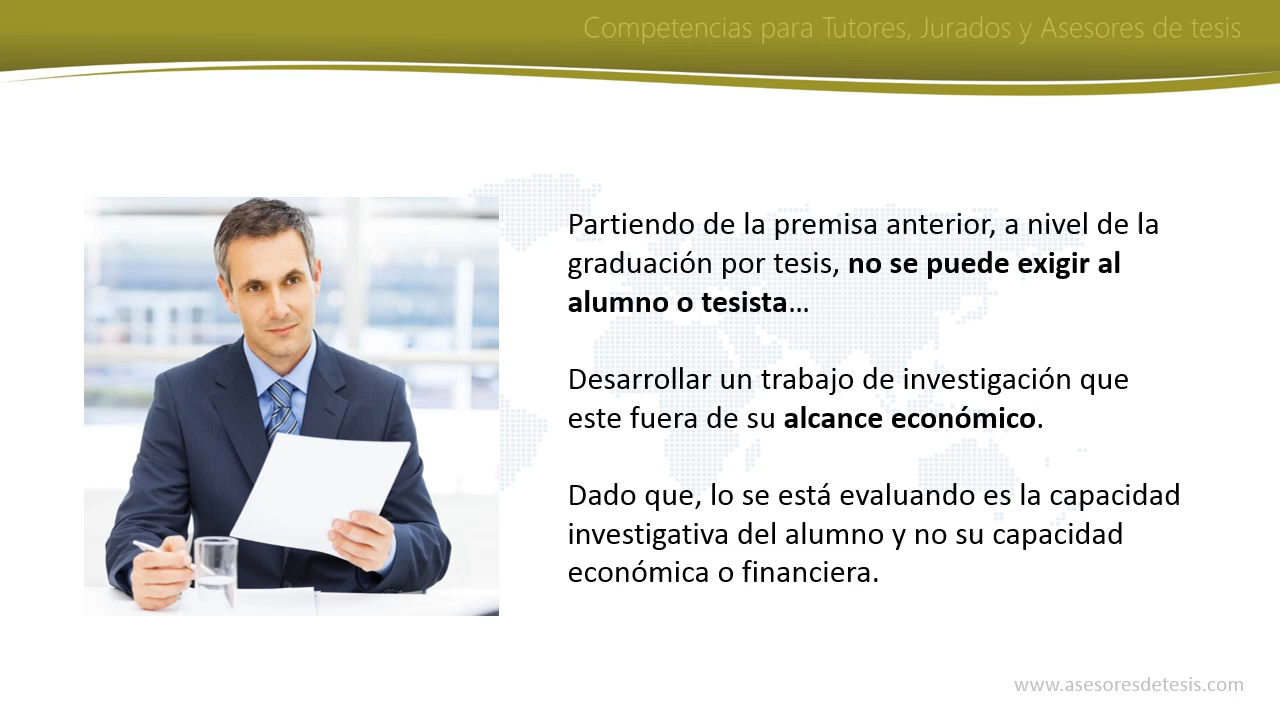 Competencias para Tutores, Jurados y Asesores de tesis
Partiendo de la premisa anterior, a nivel de la
graduación por tesis, no se puede exigir al
alumno o tesista...
Desarrollar un trabajo de investigación que
este fuera de su alcance económico.
Dado que, lo se está evaluando es la capacidad
investigativa del alumno y no su capacidad
económica o financiera.
www.asesoresdetesis.com